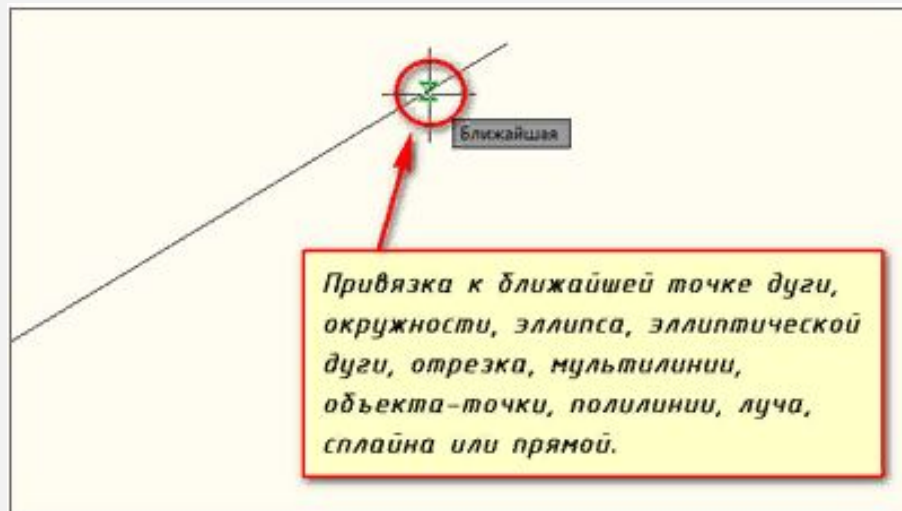 Ближайшая
Привязка к ближайшей точке дуги,
окружности, эллипса, эллиптической
дуги, отрезка, мультилинии,
объекта-точки, полилинии, луча,
сплайна или прямой.